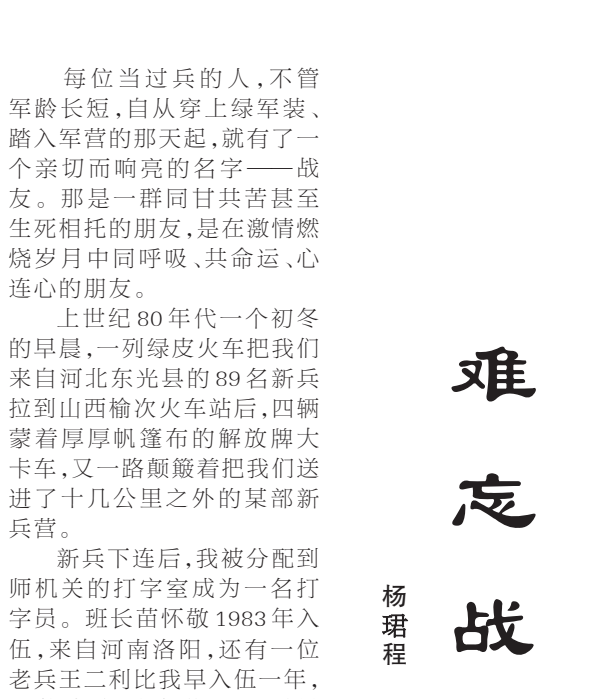 每位当过兵的人,不管
军龄长短,自从穿上绿军装、
踏入军营的那天起,就有了一
个亲切而响亮的名字——战
友。那是一群同甘共苦甚至
生死相托的朋友,是在激情燃
烧岁月中同呼吸、共命运、心
连心的朋友。
上世纪80年代一个初冬
的早晨,一列绿皮火车把我们
来自河北东光县的89名新兵
拉到山西榆次火车站后,四辆
蒙着厚厚帆篷布的解放牌大
卡车,又一路颠簸着把我们送
进了十几公里之外的某部新
兵营。
新兵下连后,我被分配到
师机关的打字室成为一名打
字员。班长苗怀敬1983年入
伍,来自河南洛阳,还有一位
老兵王二利比我早入伍一年,
难忘战
杨珺程